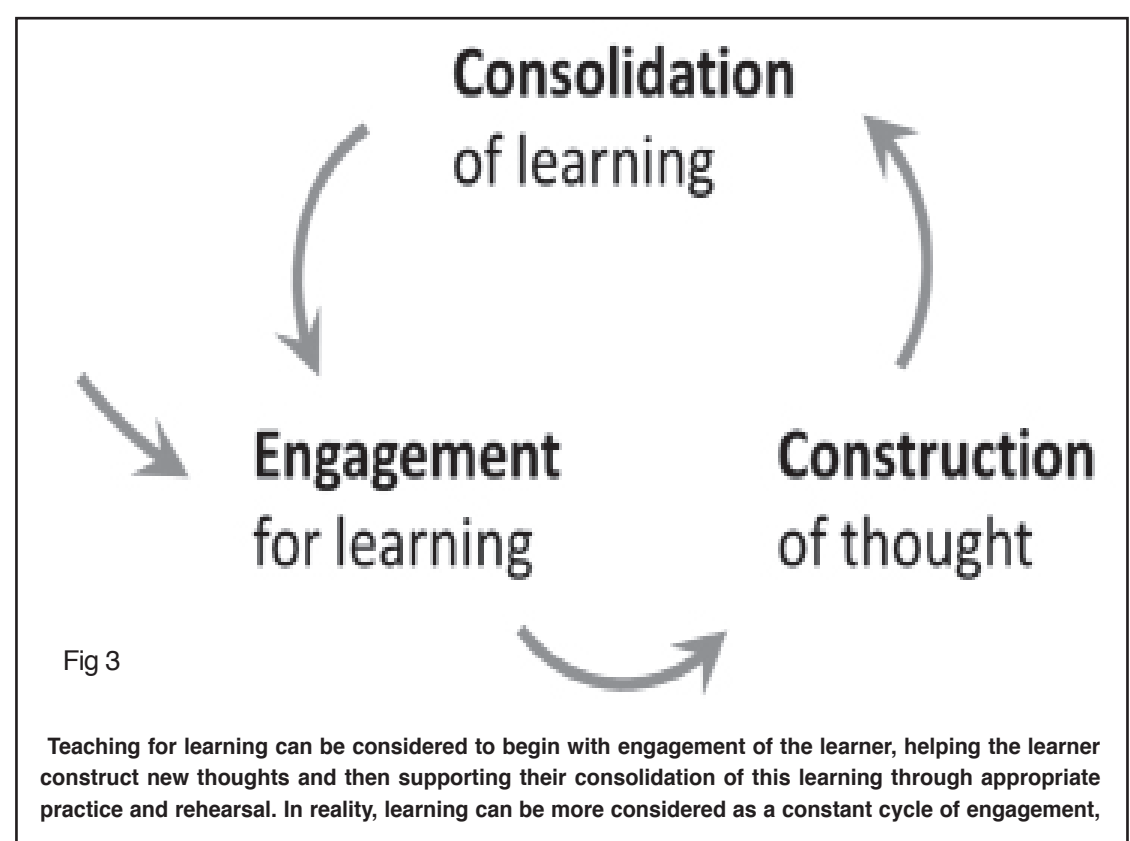 Consolidation
of learning
Engagement
for learning
Construction
of thought
Fig 3
Teaching for learning can be considered to begin with engagement of the learner, helping the learner
construct new thoughts and then supporting their consolidation of this learning through appropriate
practice and rehearsal. In reality, learning can be more considered as a constant cycle of engagement,